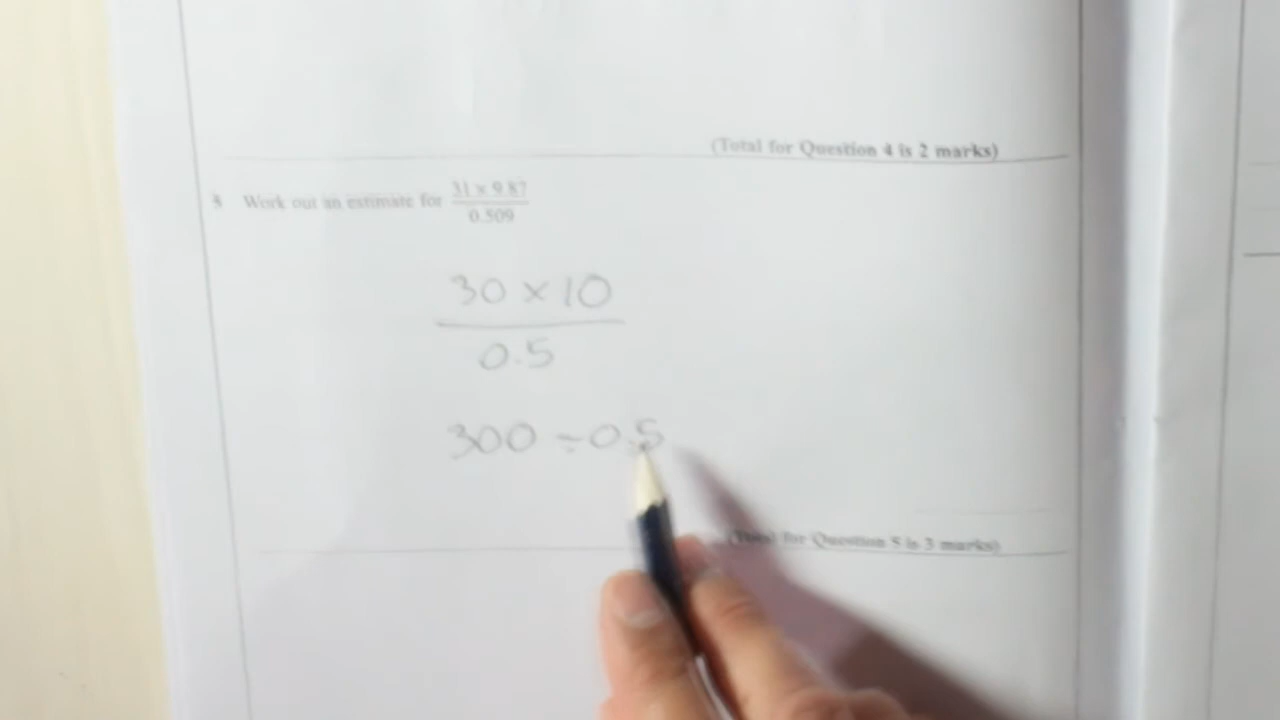 (Total for Question 4 is 2 marks)
5 Work out an estimate for 31 × 9.87
0.509
30 × 10
0.5
300 ÷ 0.5
(Total for Question 5 is 3 marks)